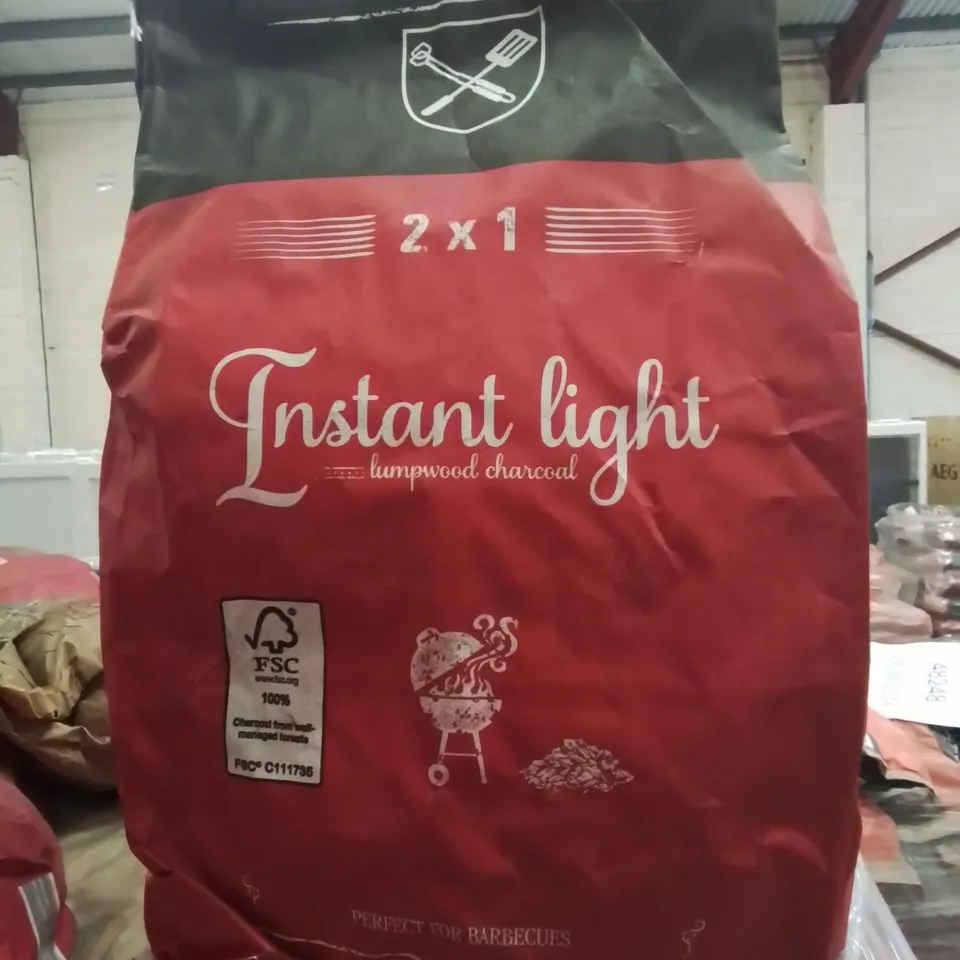 2 x 1
Instant light
lumpwood charcoal
FSC
www.fsc.org
100%
Charcoal from well-
managed forests
FSC® C111735
PERFECT FOR BARBECUES
AEG
48248